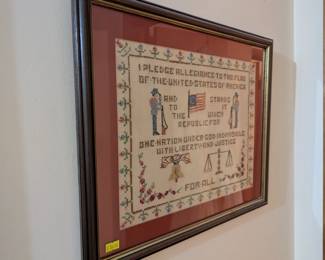 I PLEDGE ALLEGIANCE TO THE FLAG
OF THE UNITED STATES OF AMERICA
AND STANDS
TO IT
THE WHICH
REPUBLIC FOR
ONE NATION UNDER GOD INDIVISIBLE
WITH LIBERTY AND JUSTICE
FOR ALL